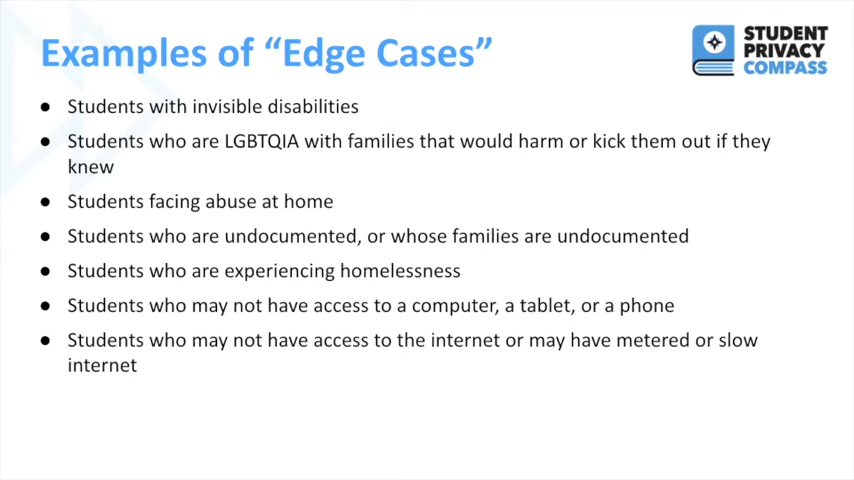 Examples of “Edge Cases”
STUDENT
PRIVACY
COMPASS
● Students with invisible disabilities
● Students who are LGBTQIA with families that would harm or kick them out if they
knew
● Students facing abuse at home
● Students who are undocumented, or whose families are undocumented
● Students who are experiencing homelessness
● Students who may not have access to a computer, a tablet, or a phone
● Students who may not have access to the internet or may have metered or slow
internet